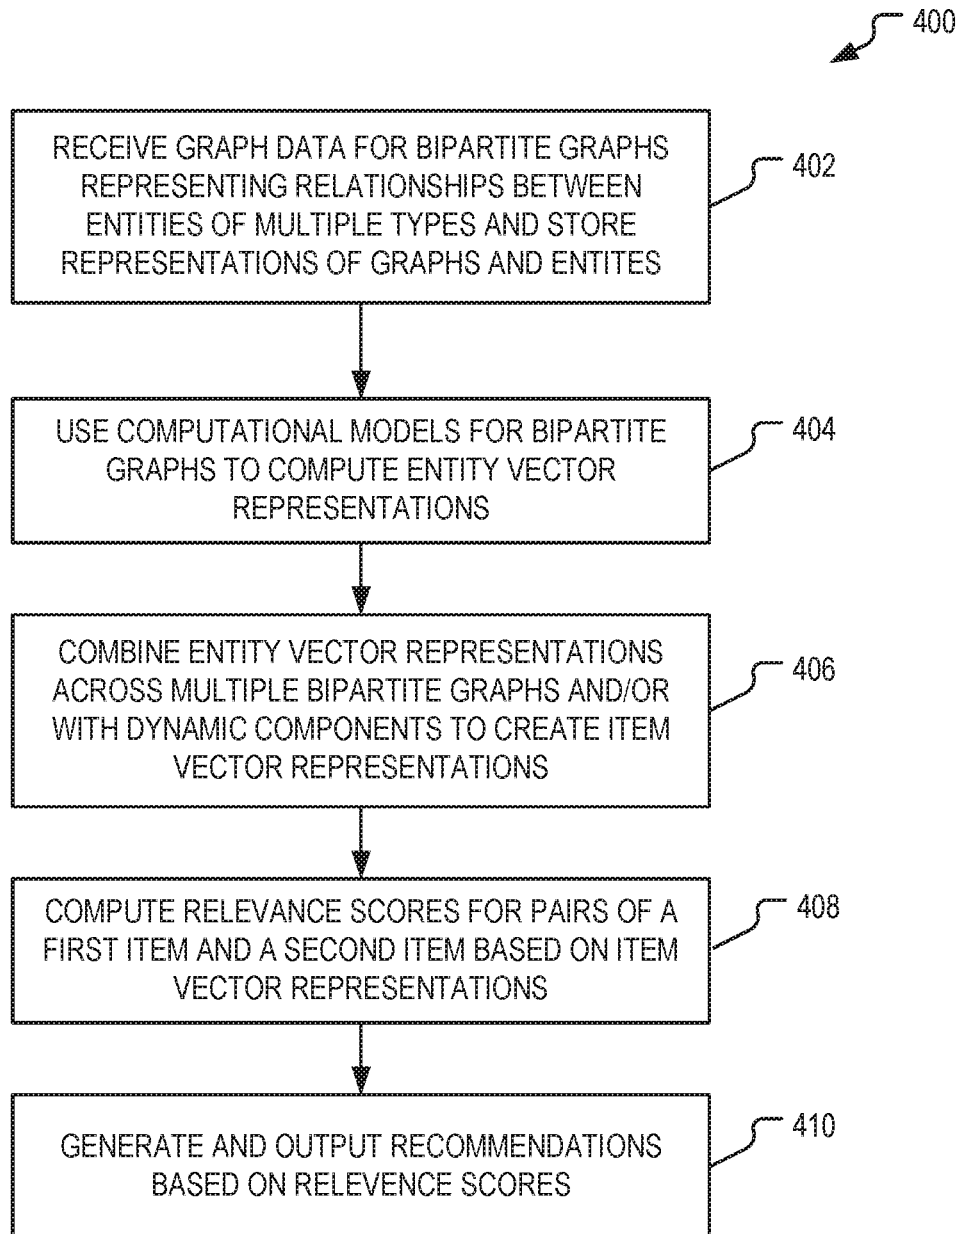 400
RECEIVE GRAPH DATA FOR BIPARTITE GRAPHS
REPRESENTING RELATIONSHIPS BETWEEN
ENTITIES OF MULTIPLE TYPES AND STORE
REPRESENTATIONS OF GRAPHS AND ENTITES
402
USE COMPUTATIONAL MODELS FOR BIPARTITE
GRAPHS TO COMPUTE ENTITY VECTOR
REPRESENTATIONS
404
COMBINE ENTITY VECTOR REPRESENTATIONS
ACROSS MULTIPLE BIPARTITE GRAPHS AND/OR
WITH DYNAMIC COMPONENTS TO CREATE ITEM
VECTOR REPRESENTATIONS
406
COMPUTE RELEVANCE SCORES FOR PAIRS OF A
FIRST ITEM AND A SECOND ITEM BASED ON ITEM
VECTOR REPRESENTATIONS
408
GENERATE AND OUTPUT RECOMMENDATIONS
BASED ON RELEVENCE SCORES
410